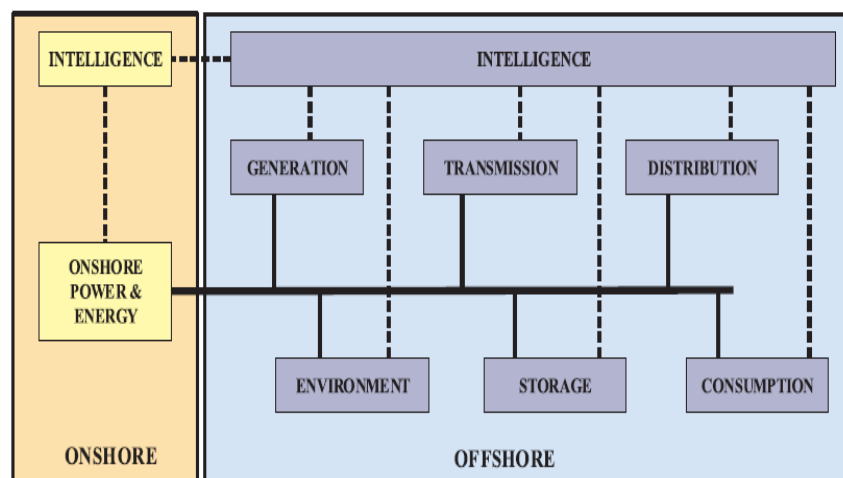 INTELLIGENCE
INTELLIGENCE
GENERATION
TRANSMISSION
DISTRIBUTION
ONSHORE
POWER &
ENERGY
ENVIRONMENT
STORAGE
CONSUMPTION
ONSHORE
OFFSHORE